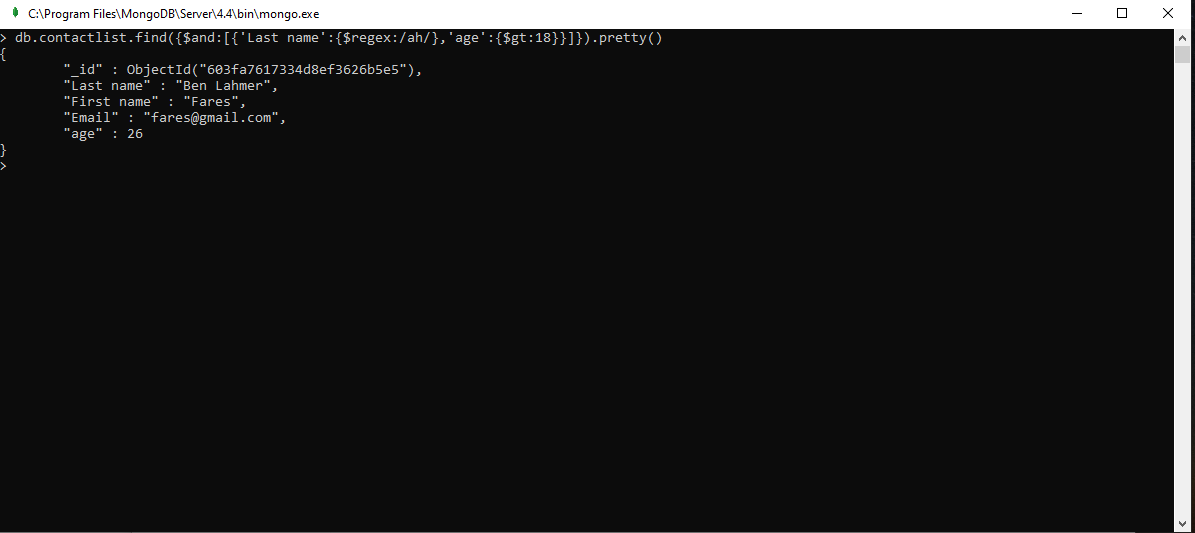 C:\Program Files\MongoDB\Server\4.4\bin\mongo.exe
> db.contactlist.find({$and:[{'Last name':{$regex:/ah/},'age':{$gt:18}}]}).pretty()
{
        "_id" : ObjectId("603fa7617334d8ef3626b5e5"),
        "Last name" : "Ben Lahmer",
        "First name" : "Fares",
        "Email" : "fares@gmail.com",
        "age" : 26
}
>